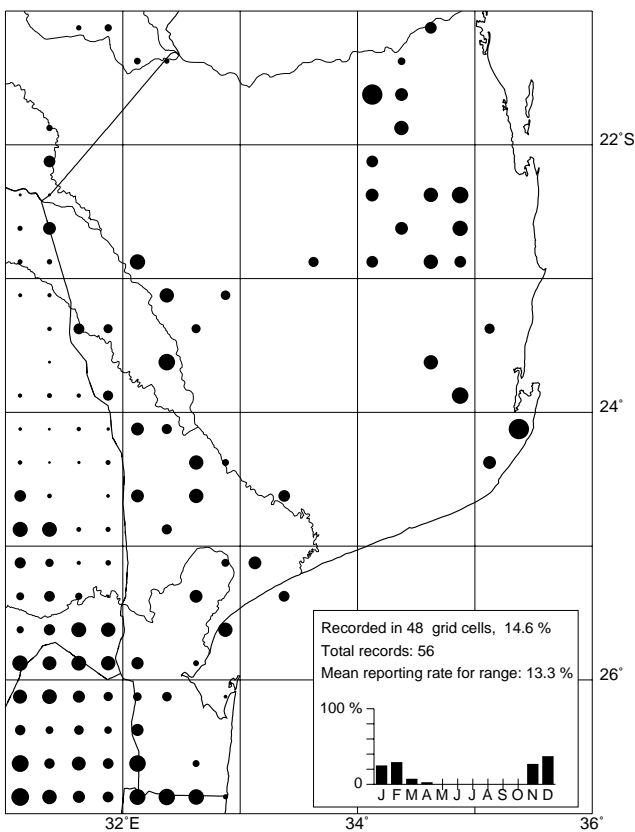 22˚S
24˚
Recorded in 48 grid cells, 14.6 %
Total records: 56
Mean reporting rate for range: 13.3 %
26˚
100 %
0
J F M A M J J A S O N D
32˚E
34
36˚